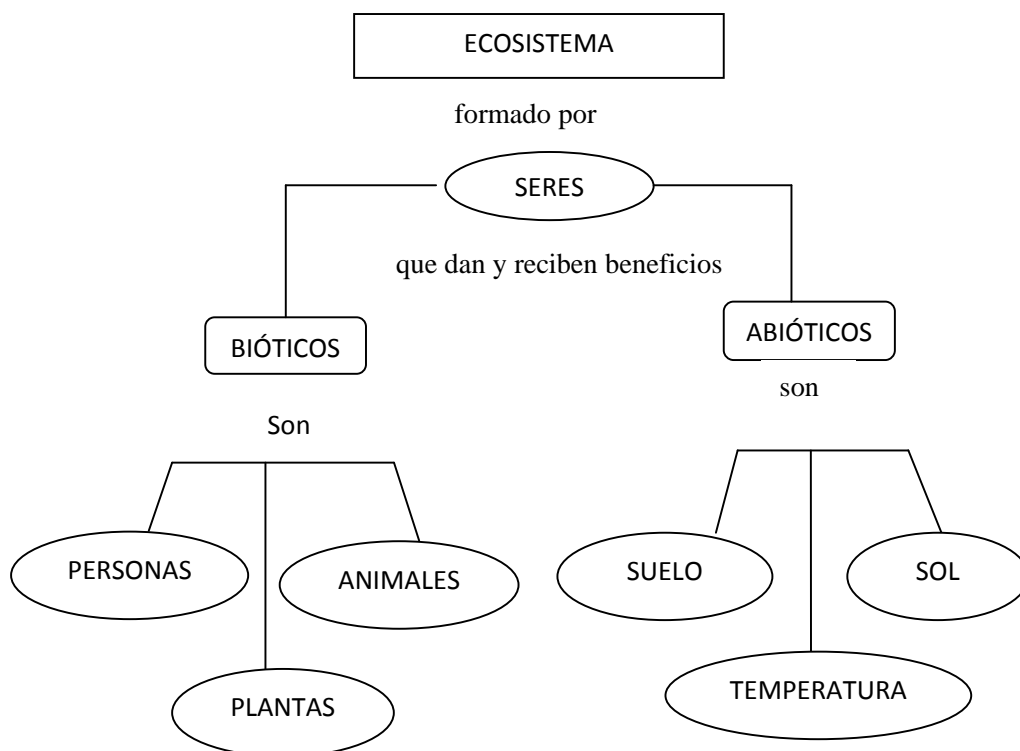 ECOSISTEMA
formado por
SERES
que dan y reciben beneficios
BIÓTICOS
ABIÓTICOS
Son
son
PERSONAS
ANIMALES
PLANTAS
SUELO
SOL
TEMPERATURA